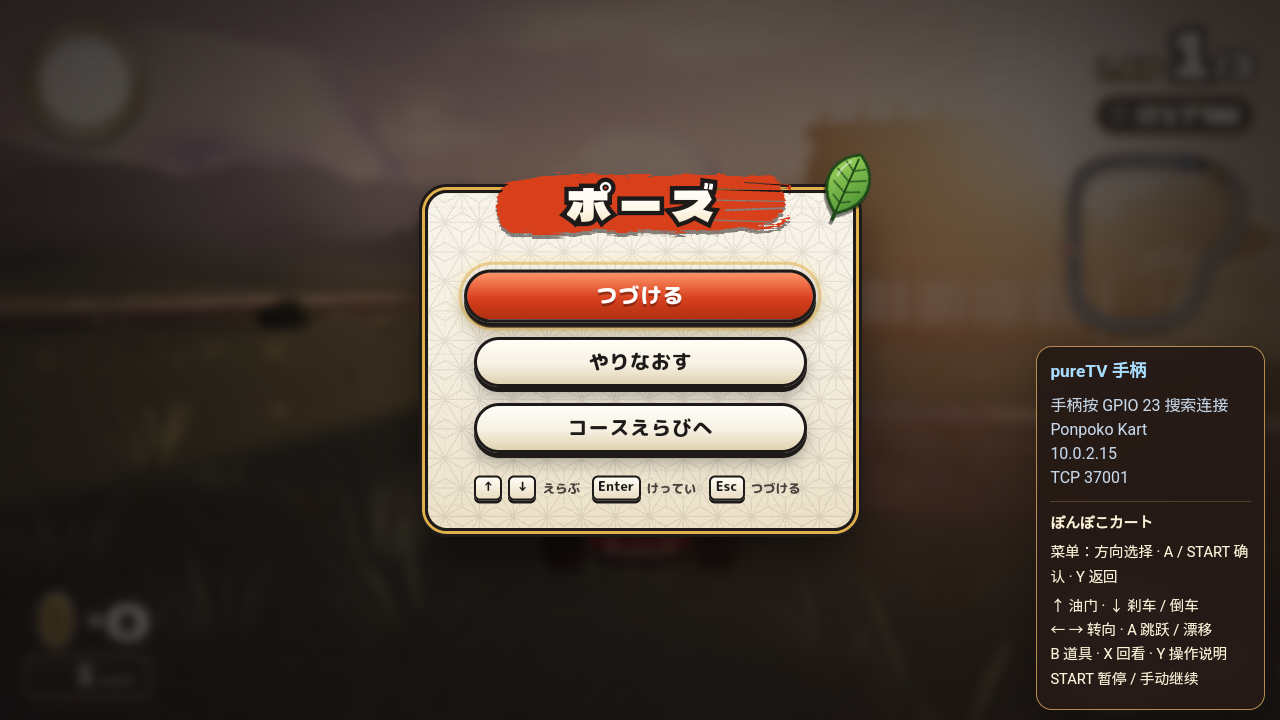 ポーズ
つづける
やりなおす
コースえらびへ
↑ ↓ えらぶ Enter けってい Esc つづける
1
pureTV 手柄
手柄按 GPIO 23 搜索连接
Ponpoko Kart
10.0.2.15
TCP 37001
ぽんぽこカート
菜单：方向选择 · A / START 确
认 · Y 返回
↑ 油门 · ↓ 刹车 / 倒车
← → 转向 · A 跳跃 / 漂移
B 道具 · X 回看 · Y 操作说明
START 暂停 / 手动继续